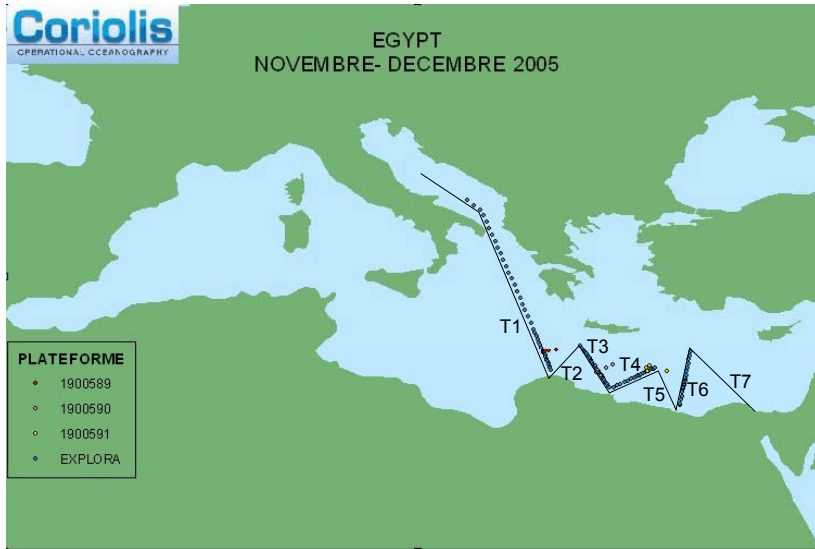 Coriolis
OPERATIONAL OCEANOGRAPHY
EGYPT
NOVEMBRE- DECEMBRE 2005
T1
T2
T3
T4
T5
T6
T7
PLATEFORME
1900589
1900590
1900591
EXPLORA